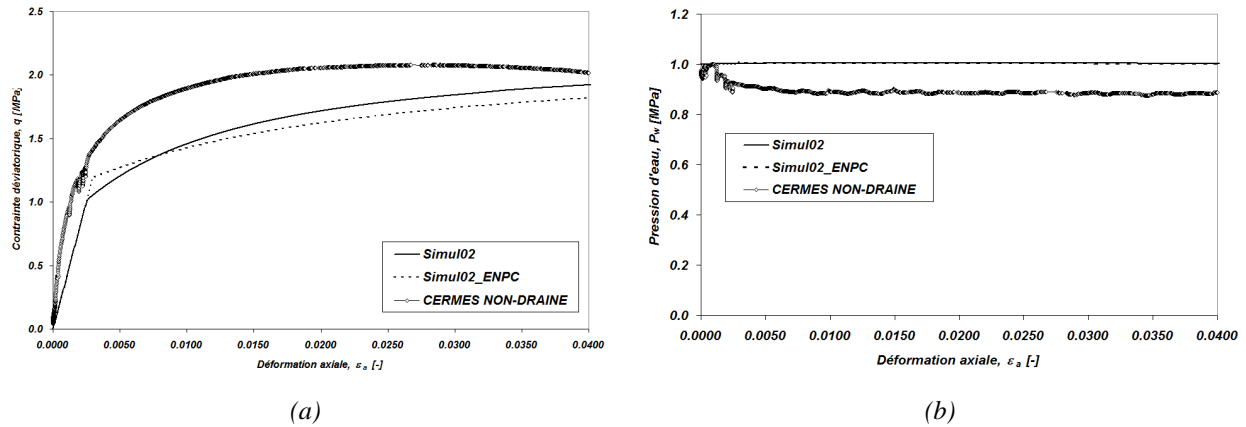 2.5
2.0
1.5
1.0
0.5
0.0
Contrainte déviatorique, q [MPa]
Simul02
Simul02_ENPC
CERMES NON-DRAINE
0.0000 0.0050 0.0100 0.0150 0.0200 0.0250 0.0300 0.0350 0.0400
Déformation axiale, ε a [-]
(a)
1.2
1.0
0.8
0.6
0.4
0.2
0.0
Pression d'eau, Pw [MPa]
Simul02
Simul02_ENPC
CERMES NON-DRAINE
0.0000 0.0050 0.0100 0.0150 0.0200 0.0250 0.0300 0.0350 0.0400
Déformation axiale, ε a [-]
(b)